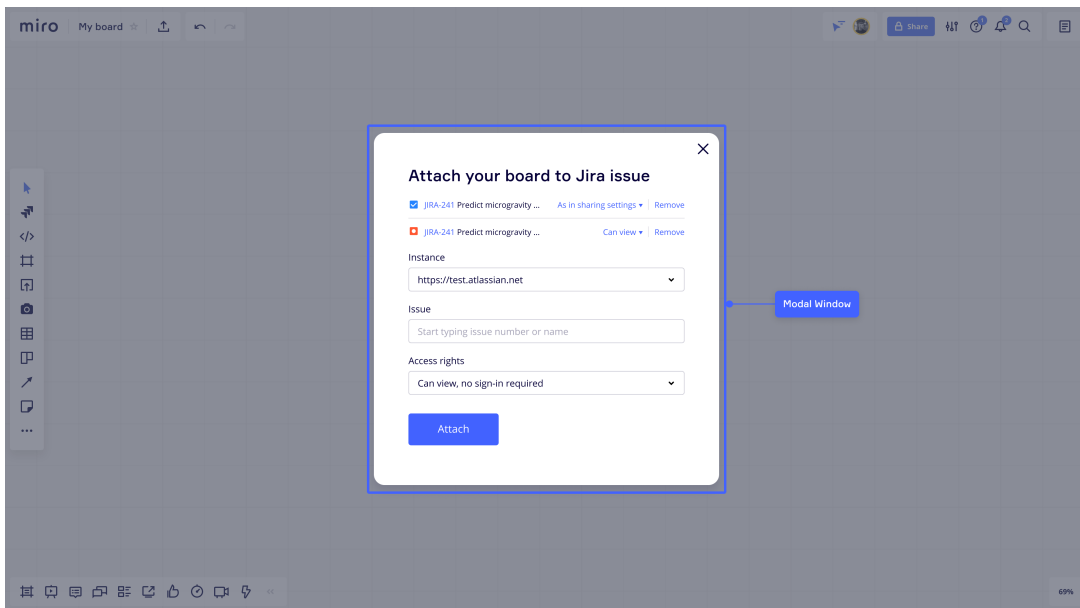 miro My board Share 1 2
Attach your board to Jira issue
JIRA-241 Predict microgravity ... As in sharing settings Remove
JIRA-241 Predict microgravity ... Can view Remove
Instance
https://test.atlassian.net
Issue
Start typing issue number or name
Access rights
Can view, no sign-in required
Attach
Modal Window
69%